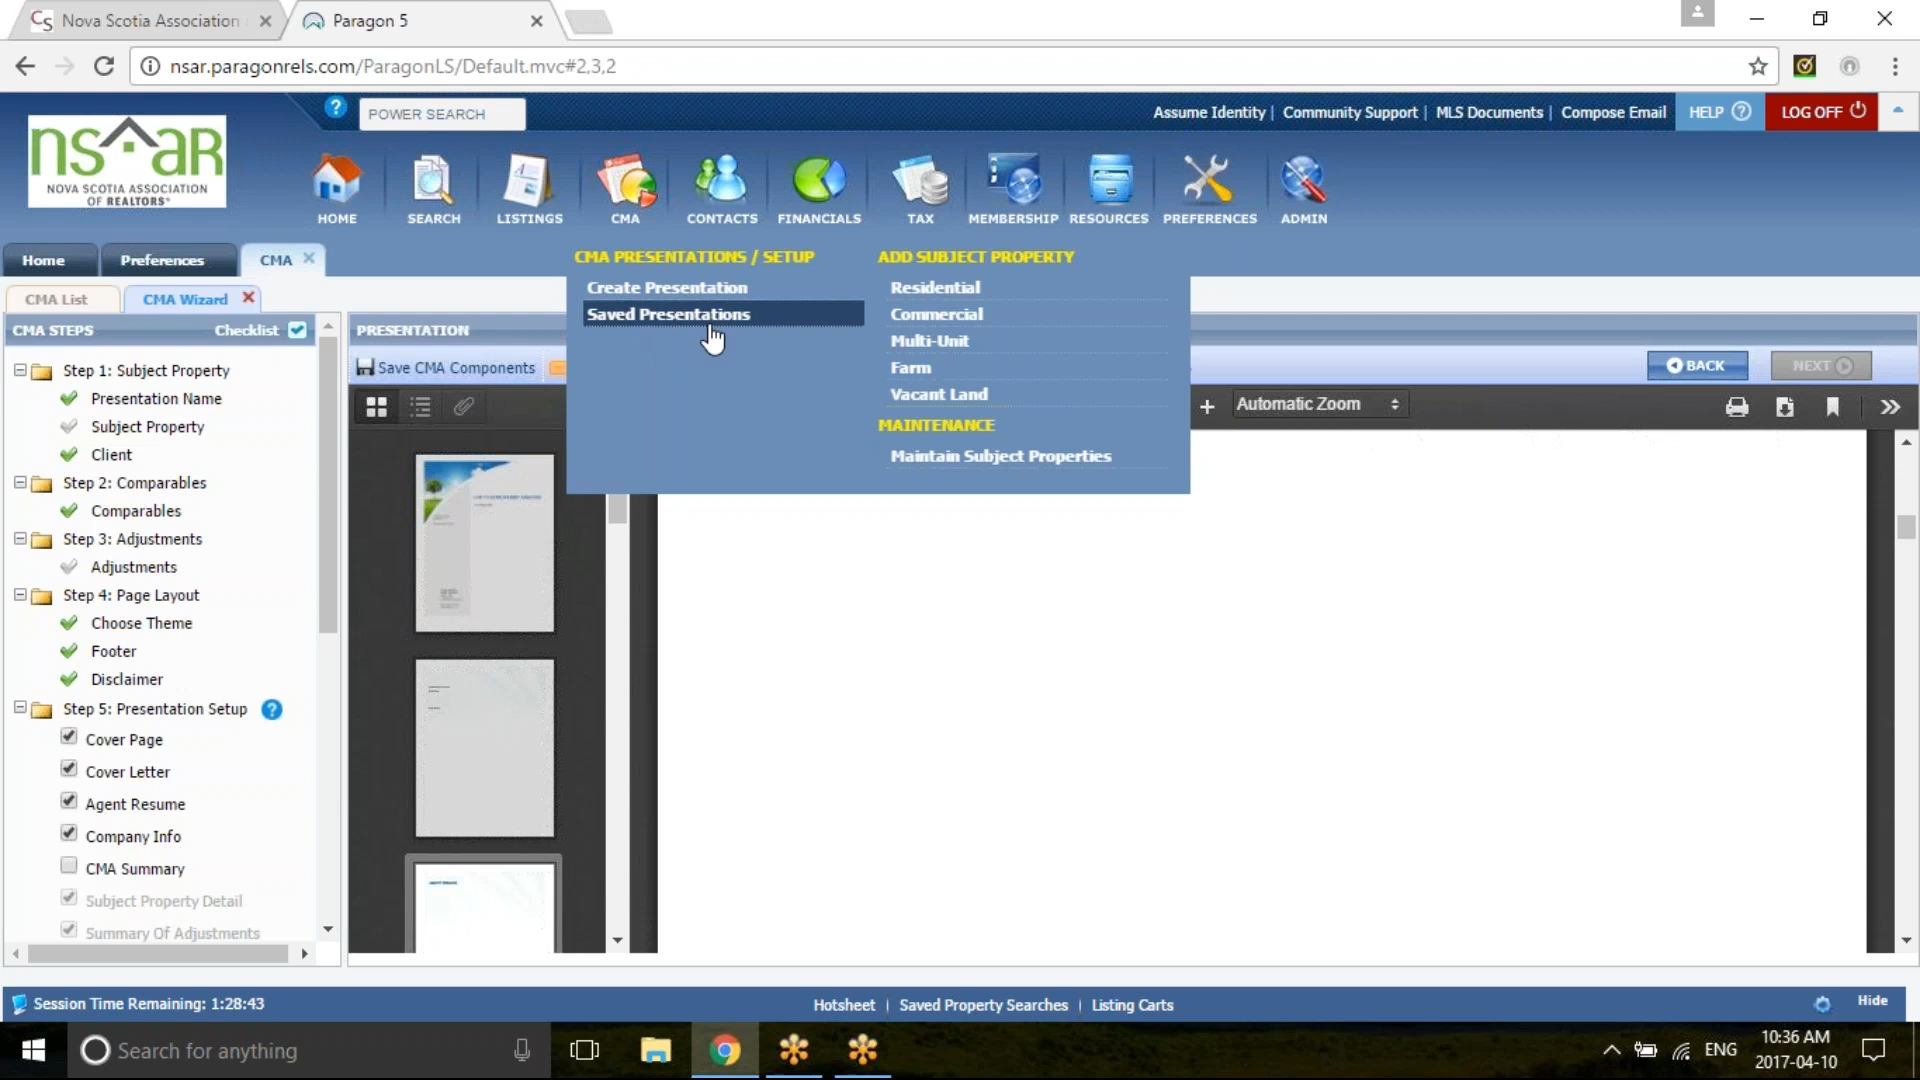 Nova Scotia Association
Paragon 5
nsar.paragonrels.com/ParagonLS/Default.mvc#2,3,2
POWER SEARCH
Assume Identity | Community Support | MLS Documents | Compose Email
HELP
LOG OFF
nsar
NOVA SCOTIA ASSOCIATION
OF REALTORS®
HOME
SEARCH
LISTINGS
CMA
CONTACTS
FINANCIALS
TAX
MEMBERSHIP
RESOURCES
PREFERENCES
ADMIN
Home
Preferences
CMA
CMA PRESENTATIONS / SETUP
Create Presentation
Saved Presentations
ADD SUBJECT PROPERTY
Residential
Commercial
Multi-Unit
Farm
Vacant Land
MAINTENANCE
Maintain Subject Properties
CMA List
CMA Wizard
CMA STEPS
Checklist
Step 1: Subject Property
Presentation Name
Subject Property
Client
Step 2: Comparables
Comparables
Step 3: Adjustments
Adjustments
Step 4: Page Layout
Choose Theme
Footer
Disclaimer
Step 5: Presentation Setup
Cover Page
Cover Letter
Agent Resume
Company Info
CMA Summary
Subject Property Detail
Summary Of Adjustments
PRESENTATION
Save CMA Components
BACK
NEXT
Automatic Zoom
Session Time Remaining: 1:28:43
Hotsheet | Saved Property Searches | Listing Carts
Hide
Search for anything
ENG
10:36 AM
2017-04-10